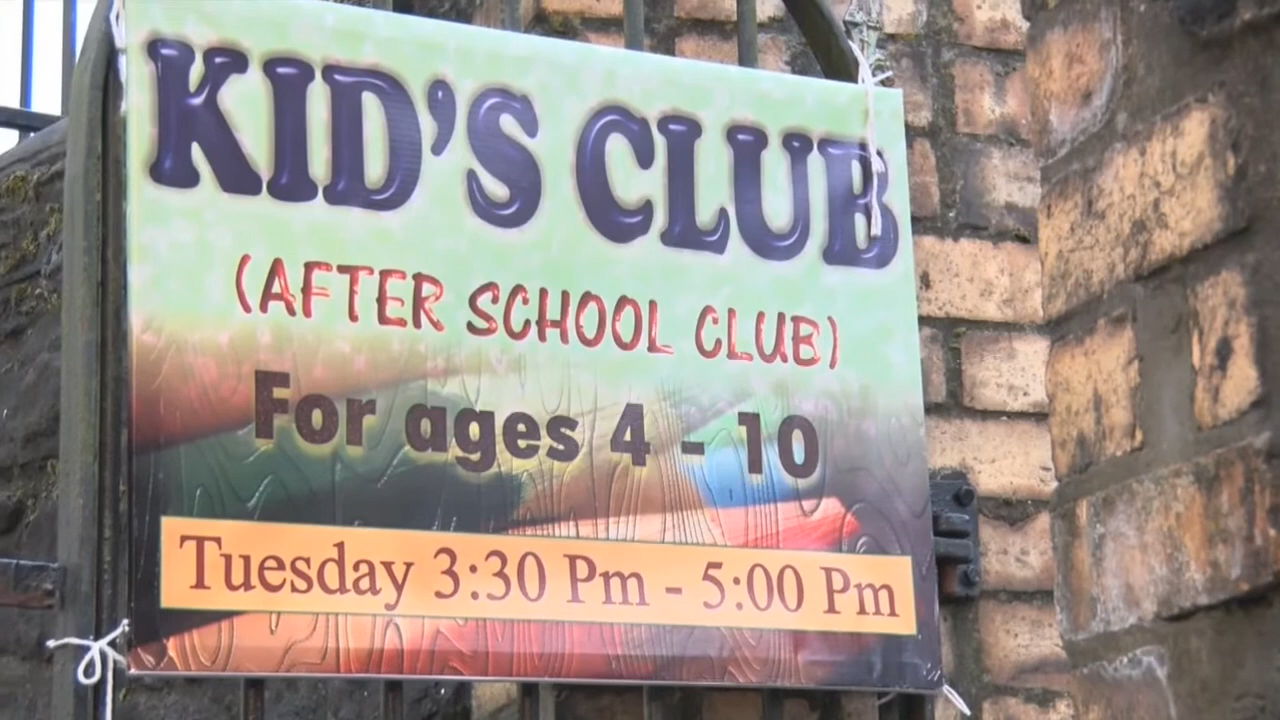 KID'S CLUB
(AFTER SCHOOL CLUB)
For ages 4 - 10
Tuesday 3:30 Pm - 5:00 Pm